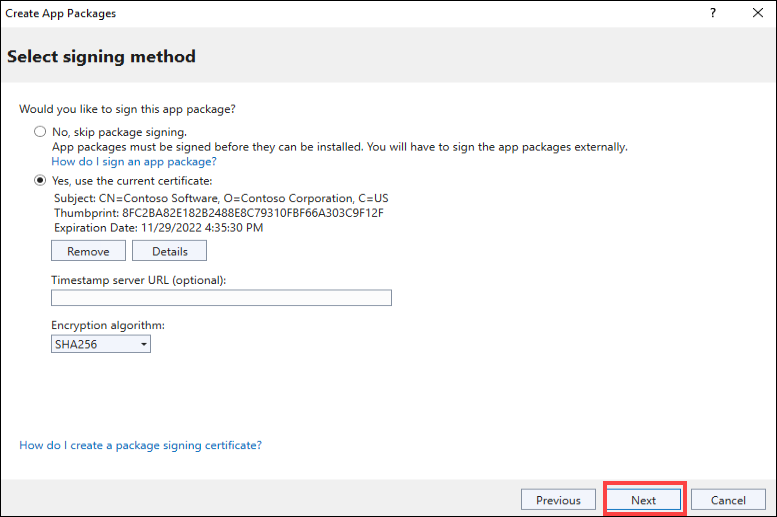 Create App Packages
?
Select signing method
Would you like to sign this app package?
No, skip package signing.
App packages must be signed before they can be installed. You will have to sign the app packages externally.
How do I sign an app package?
Yes, use the current certificate:
Subject: CN=Contoso Software, O=Contoso Corporation, C=US
Thumbprint: 8FC2BA82E182B2488E8C79310FBF66A303C9F12F
Expiration Date: 11/29/2022 4:35:30 PM
Remove Details
Timestamp server URL (optional):
Encryption algorithm:
SHA256
How do I create a package signing certificate?
Previous Next Cancel